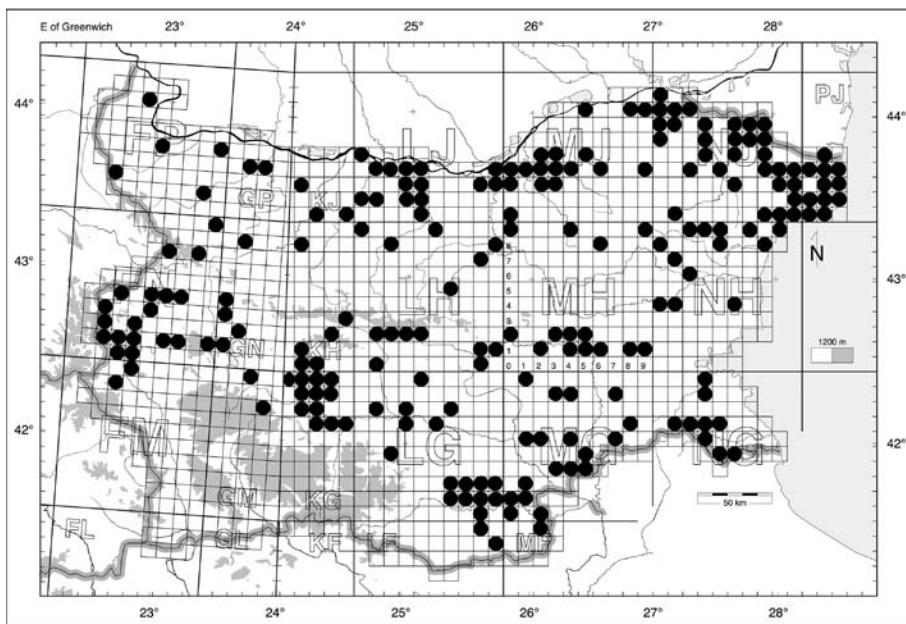 E of Greenwich 23° 24° 25° 26° 27° 28°
44° PJ 44°
FP LJ MJ NJ
GP KJ
43° 43°
N
8
7
6
5
4
3
2
1
0 1 2 3 4 5 6 7 8 9
LH MH NH
GN KH
1200 m
42° 42°
FM LG MG NG
GM KG
50 km
FL GL KF LF MF
23° 24° 25° 26° 27° 28°